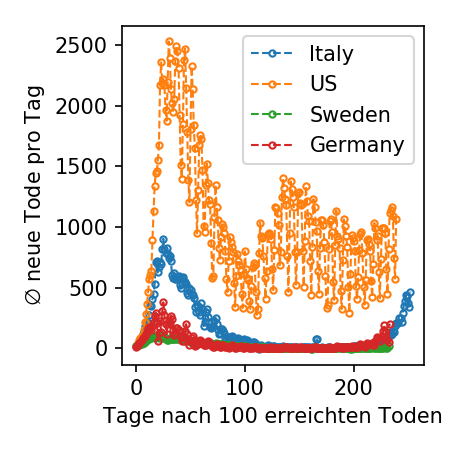 2500
2000
1500
1000
500
0
∅ neue Tode pro Tag
Italy
US
Sweden
Germany
0 100 200
Tage nach 100 erreichten Toden